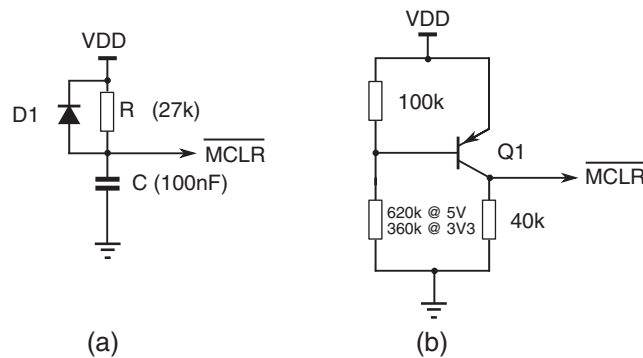 VDD
D1
R (27k)
MCLR
C (100nF)
(a)
VDD
100k
Q1
MCLR
620k @ 5V
360k @ 3V3
40k
(b)